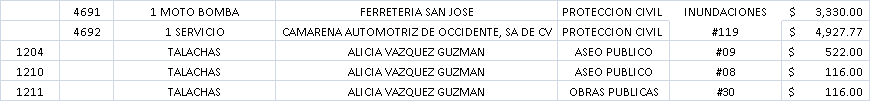 4691 1 MOTO BOMBA FERRETERIA SAN JOSE PROTECCION CIVIL INUNDACIONES $ 3,330.00
4692 1 SERVICIO CAMARENA AUTOMOTRIZ DE OCCIDENTE, SA DE CV PROTECCION CIVIL #119 $ 4,927.77
1204 TALACHAS ALICIA VAZQUEZ GUZMAN ASEO PUBLICO #09 $ 522.00
1210 TALACHAS ALICIA VAZQUEZ GUZMAN ASEO PUBLICO #08 $ 116.00
1211 TALACHAS ALICIA VAZQUEZ GUZMAN OBRAS PUBLICAS #30 $ 116.00